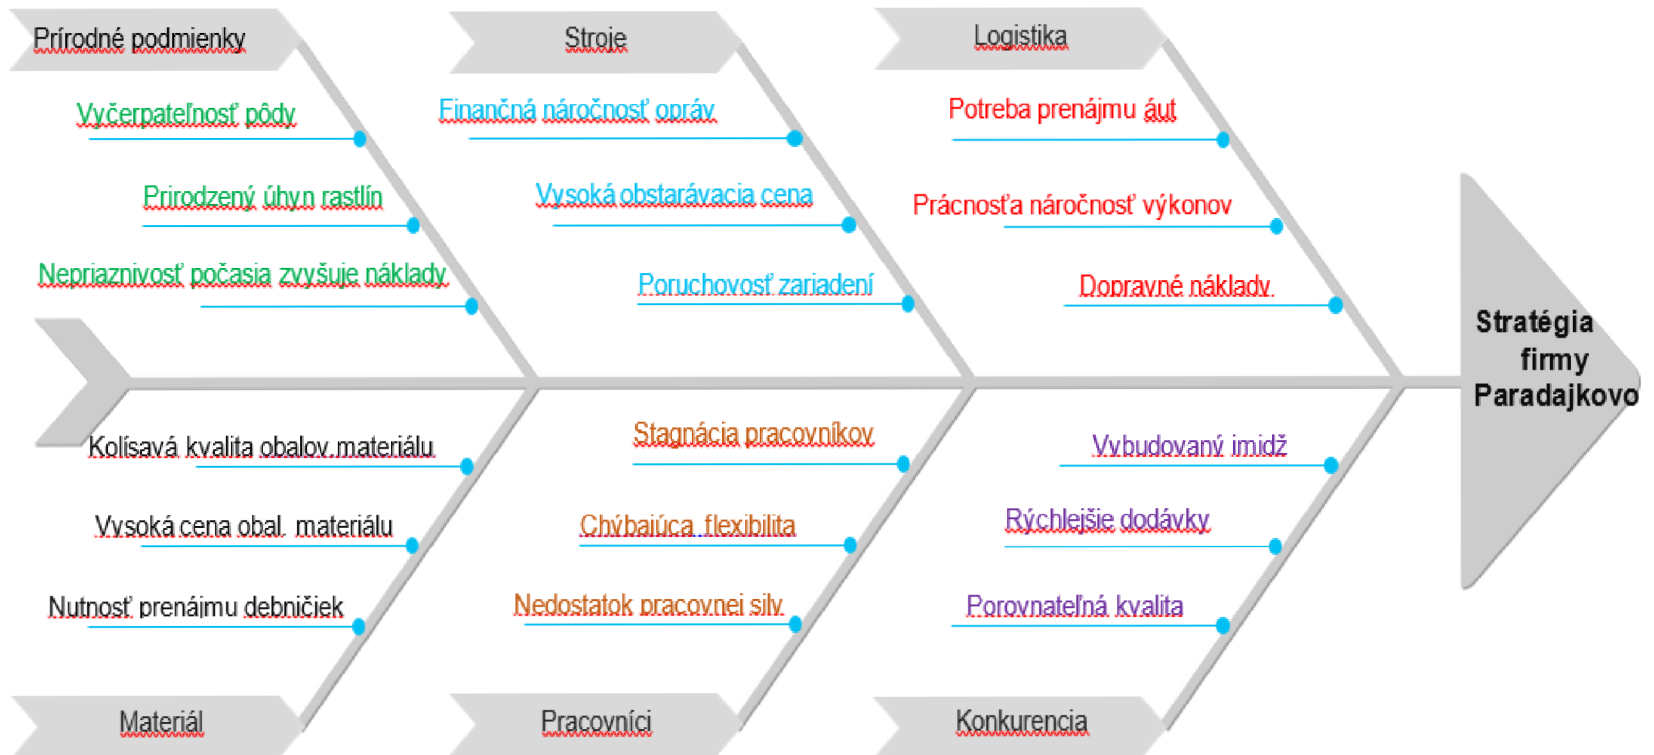 Prírodné podmienky
Stroje
Logistika
Vyčerpateľnosť pôdy
Finančná náročnosť opráv
Potreba prenájmu áut
Prirodzený úhyn rastlín
Vysoká obstarávacia cena
Prácnosťa náročnosť výkonov
Nepriaznivosť počasia zvyšuje náklady
Poruchovosť zariadení
Dopravné náklady
Stratégia
firmy
Paradajkovo
Kolísavá kvalita obalov.materiálu
Stagnácia pracovníkov
Vybudovaný imidž
Vysoká cena obal. materiálu
Chýbajúca flexibilita
Rýchlejšie dodávky
Nutnosť prenájmu debničiek
Nedostatok pracovnej sily
Porovnateľná kvalita
Materiál
Pracovníci
Konkurencia